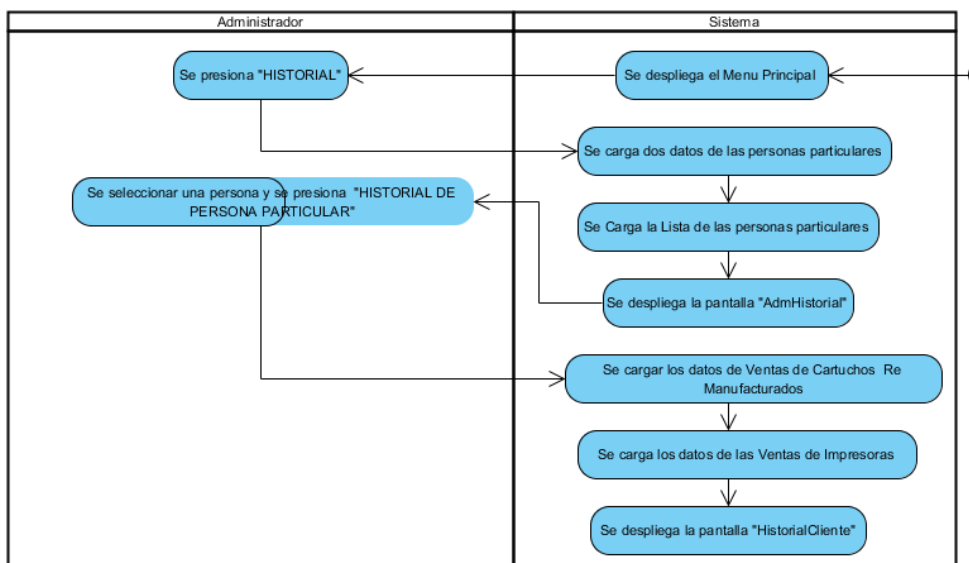 Administrador
Sistema
Se presiona "HISTORIAL"
Se despliega el Menu Principal
Se carga dos datos de las personas particulares
Se seleccionar una persona y se presiona "HISTORIAL DE
PERSONA PARTICULAR"
Se Carga la Lista de las personas particulares
Se despliega la pantalla "AdmHistorial"
Se cargar los datos de Ventas de Cartuchos Re
Manufacturados
Se carga los datos de las Ventas de Impresoras
Se despliega la pantalla "HistorialCliente"